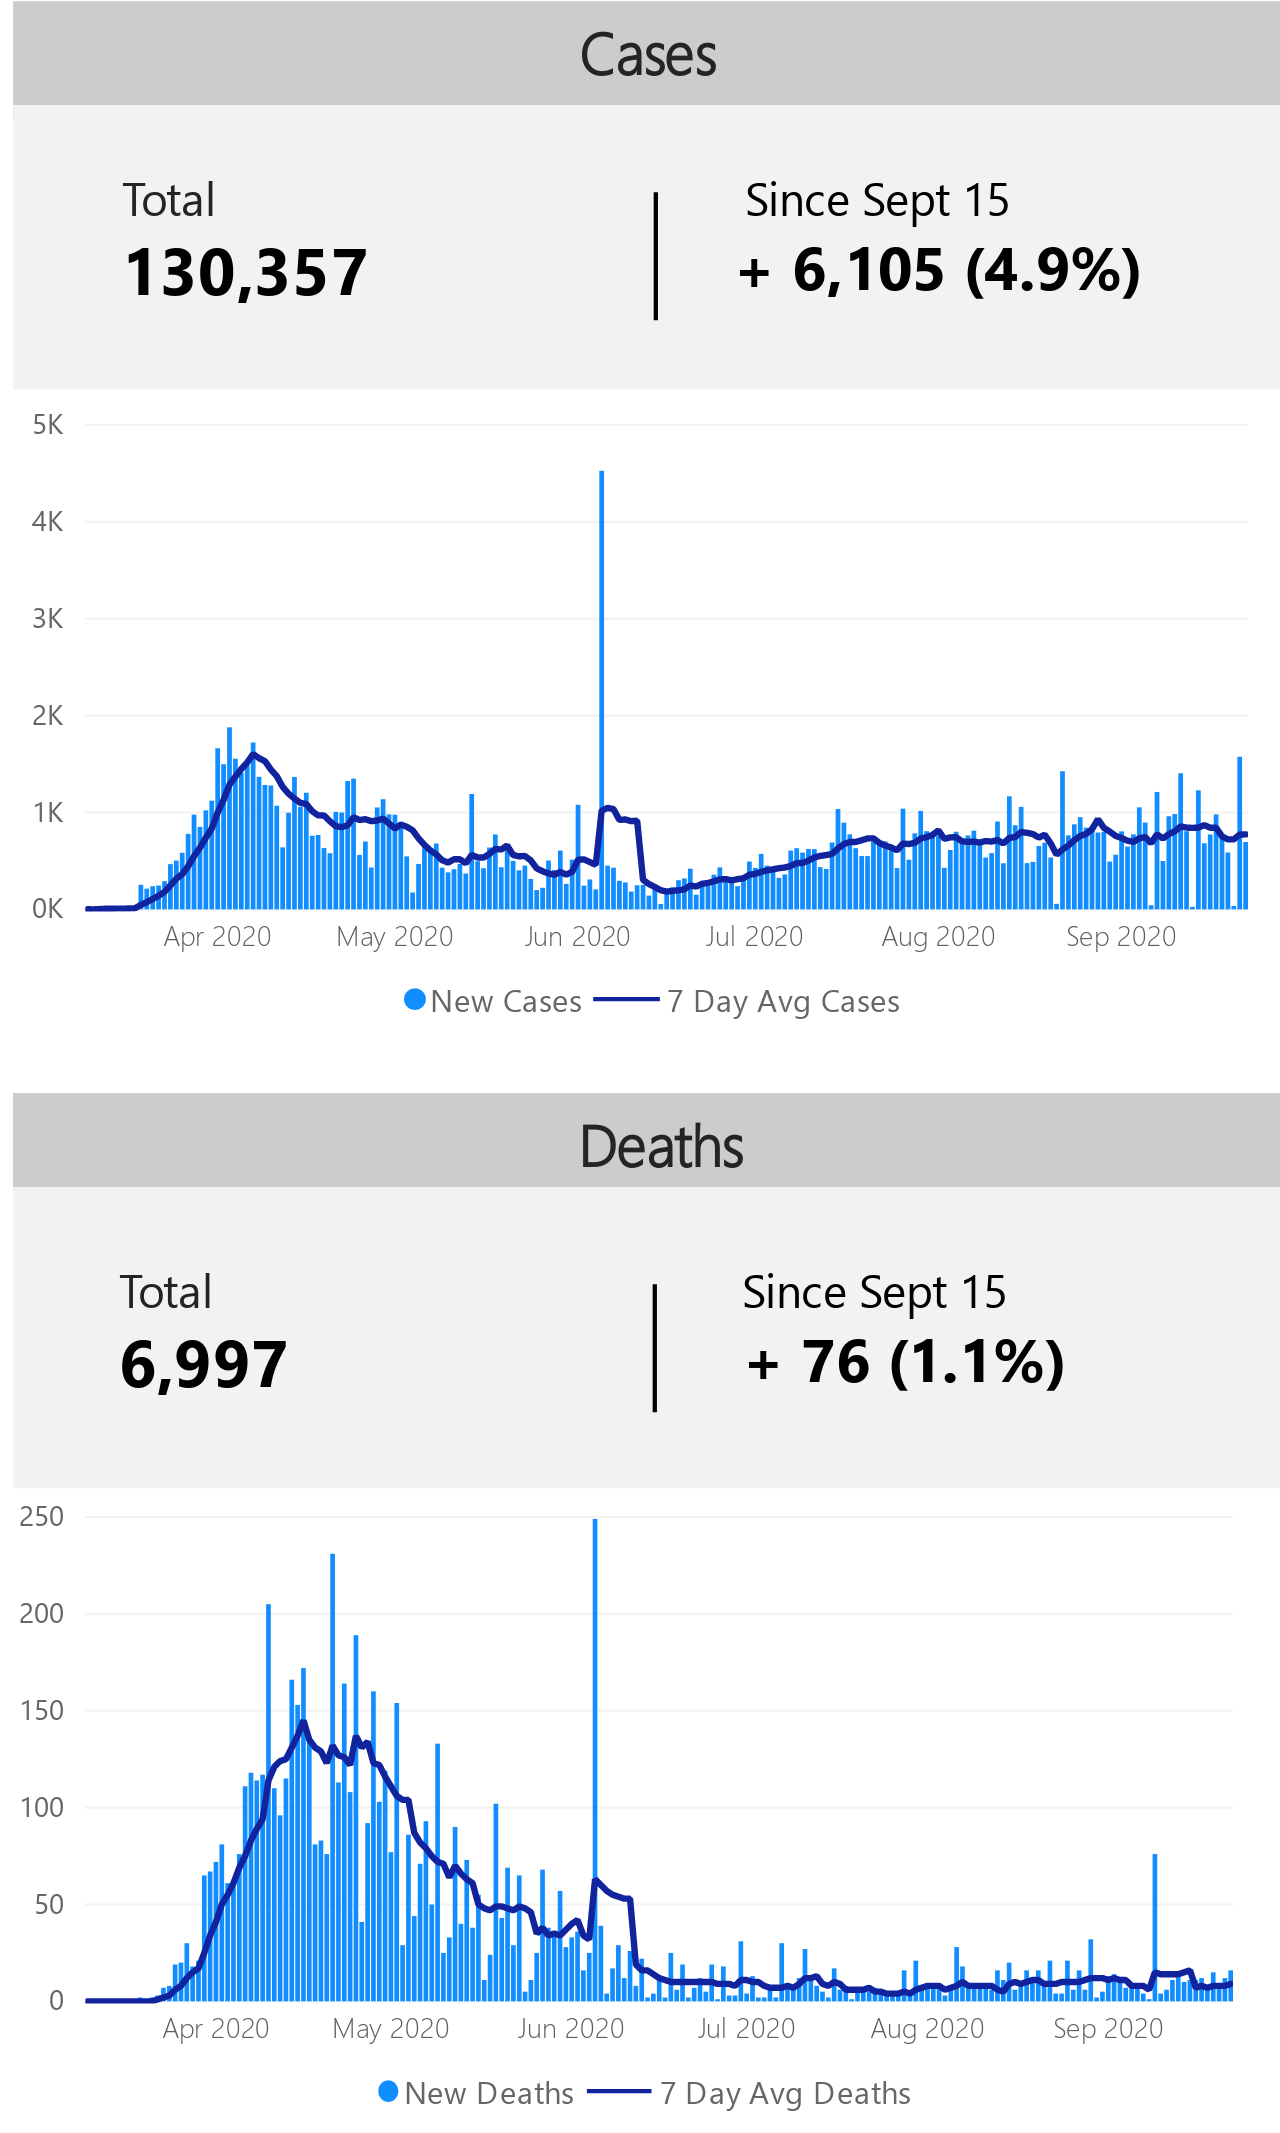 Cases
Total
Since Sept 15
130,357
+ 6,105 (4.9%)
5K
4K
3K
2K
1K
0K
Apr 2020 May 2020 Jun 2020 Jul 2020 Aug 2020 Sep 2020
New Cases 7 Day Avg Cases
Deaths
Total
Since Sept 15
6,997
+ 76 (1.1%)
250
200
150
100
50
0
Apr 2020 May 2020 Jun 2020 Jul 2020 Aug 2020 Sep 2020
New Deaths 7 Day Avg Deaths